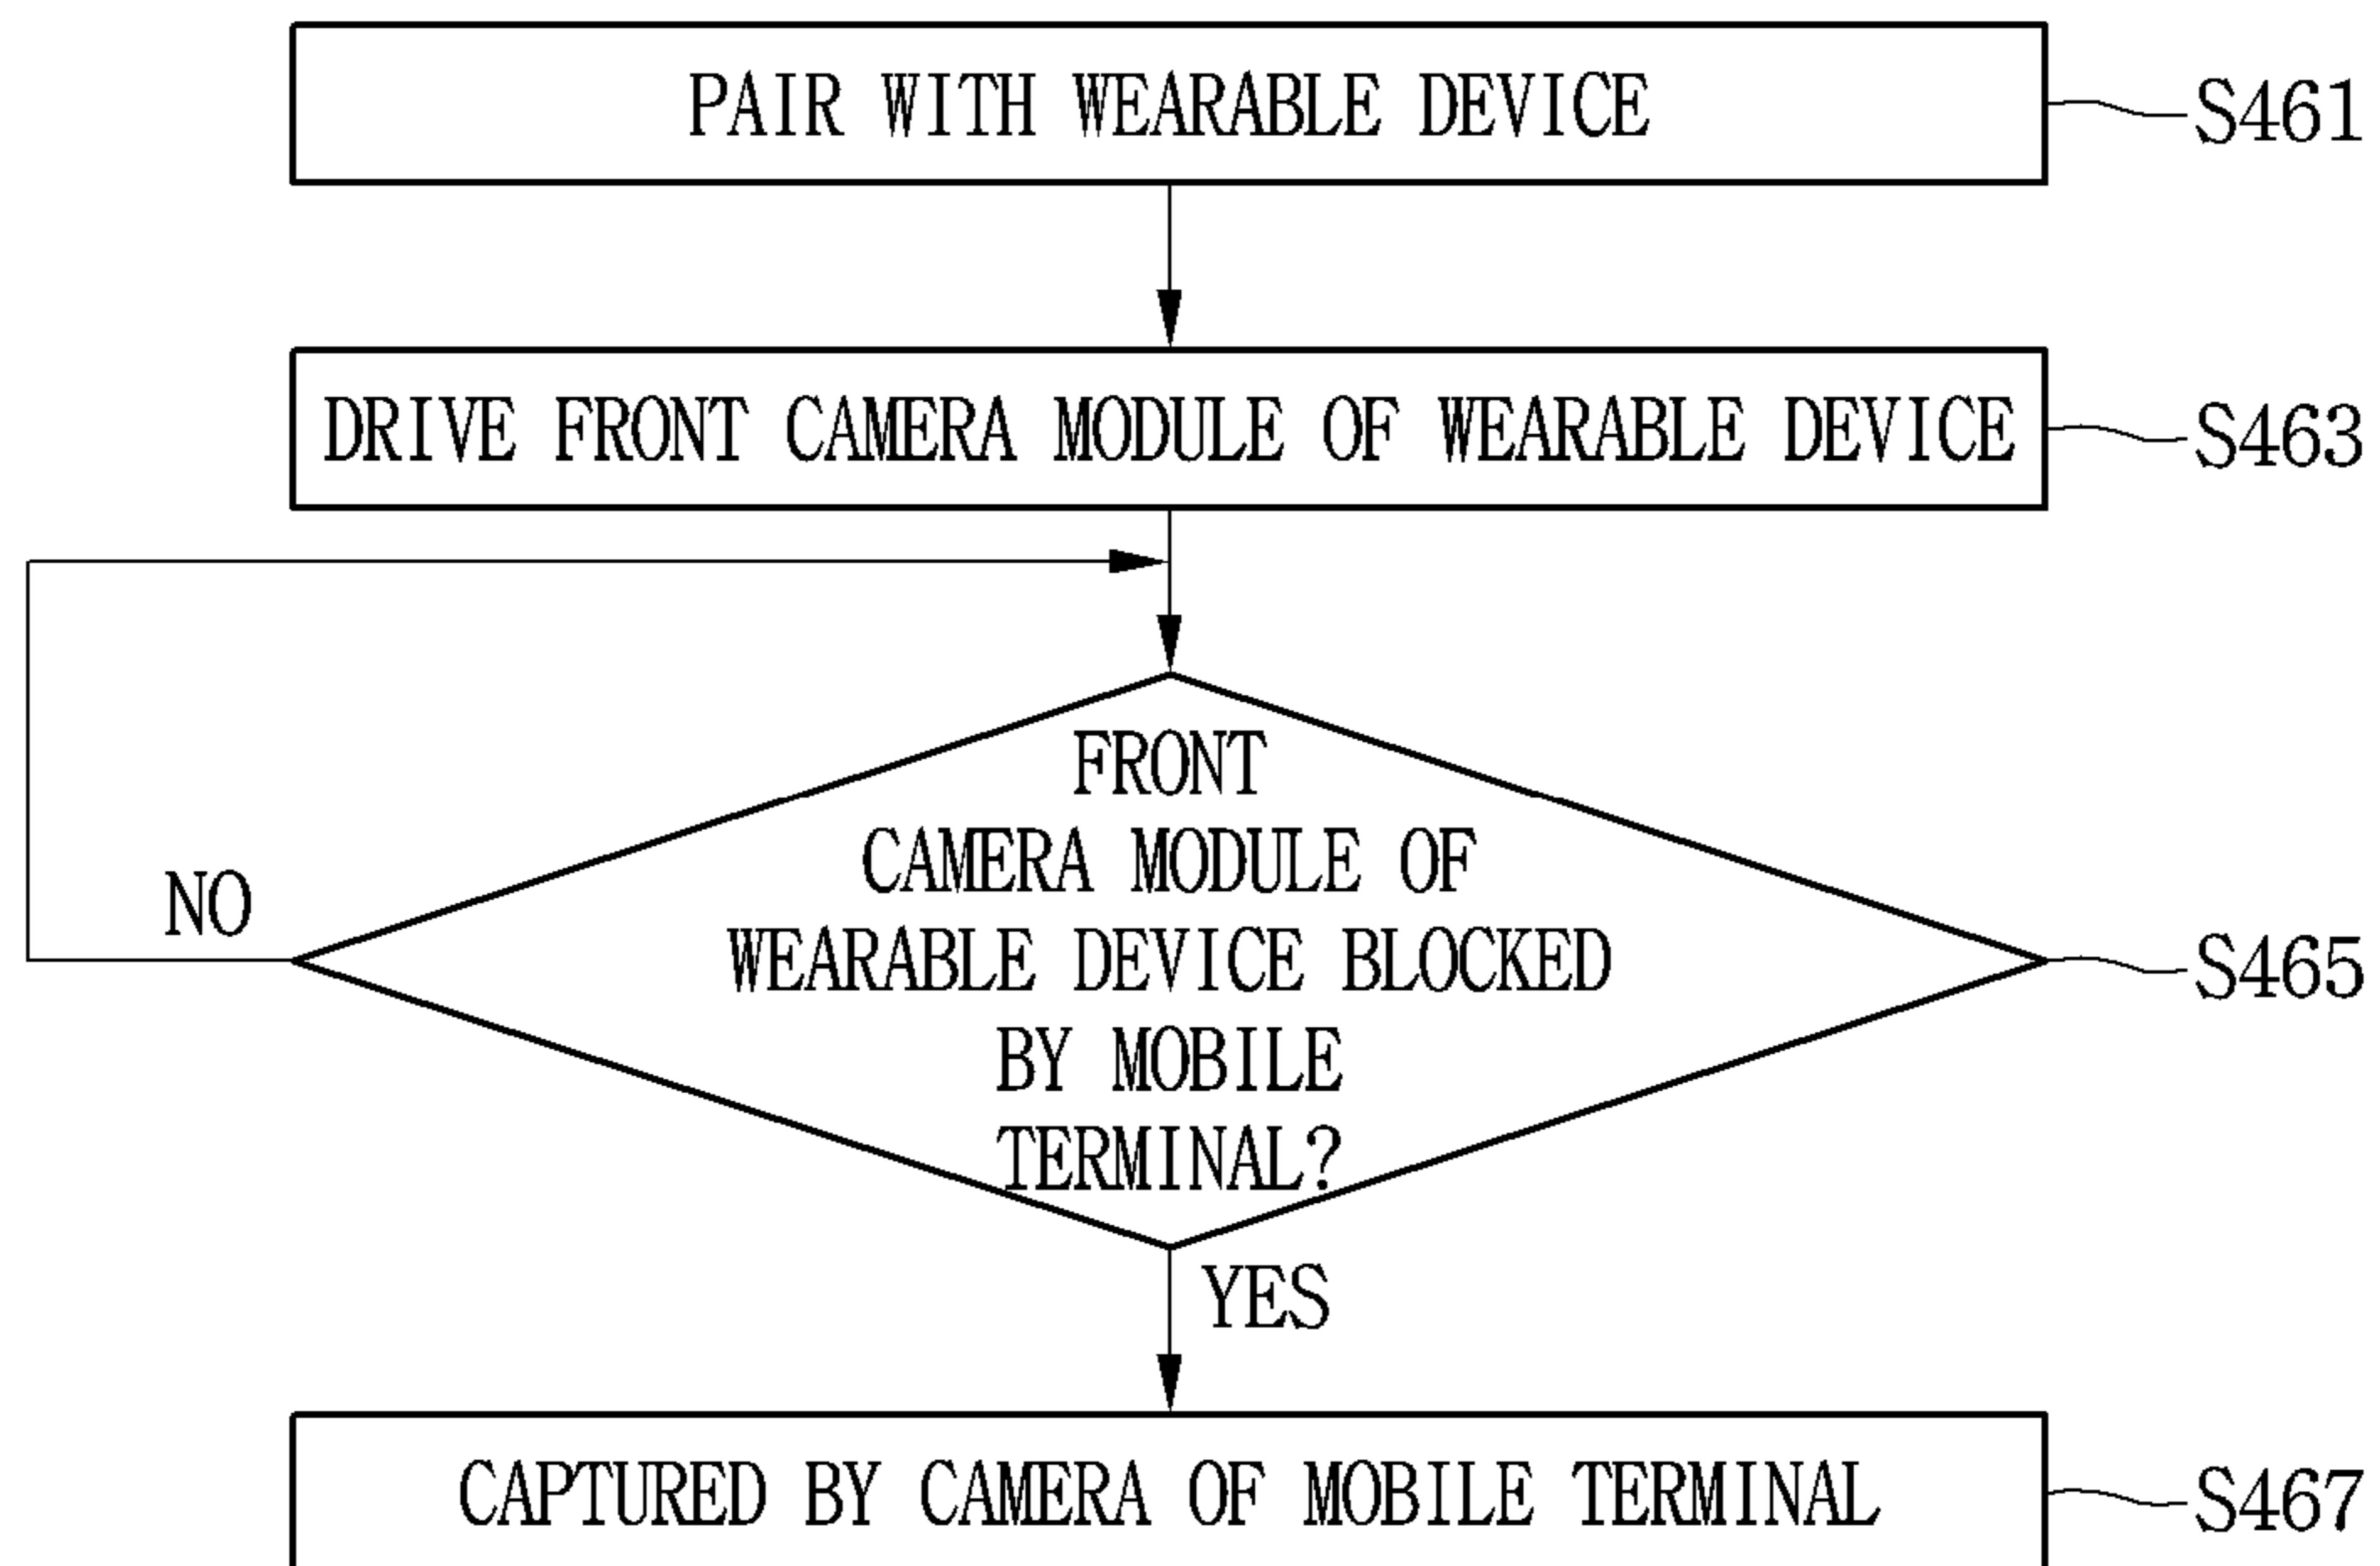 PAIR WITH WEARABLE DEVICE
S461
DRIVE FRONT CAMERA MODULE OF WEARABLE DEVICE
S463
FRONT
CAMERA MODULE OF
WEARABLE DEVICE BLOCKED
BY MOBILE
TERMINAL?
NO
S465
YES
CAPTURED BY CAMERA OF MOBILE TERMINAL
S467